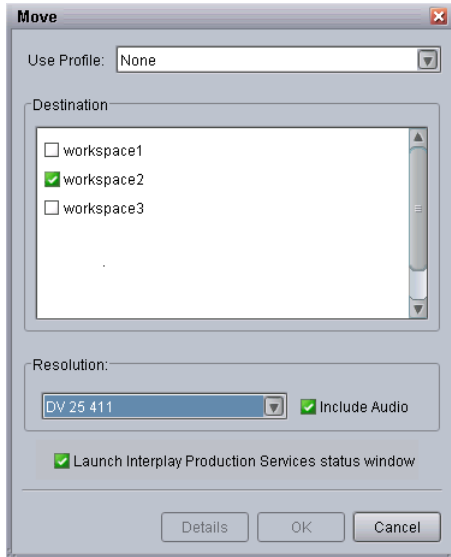 Move
Use Profile: None
Destination
workspace1
workspace2
workspace3
Resolution:
DV 25 411 Include Audio
Launch Interplay Production Services status window
Details OK Cancel